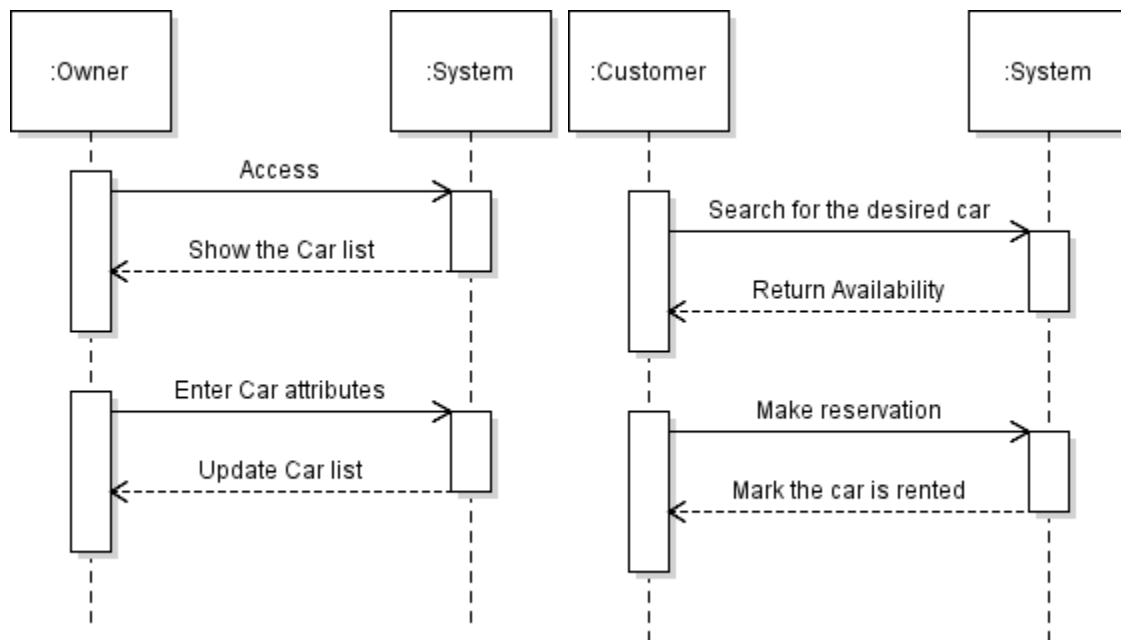 :Owner
:System
Access
Show the Car list
Enter Car attributes
Update Car list
:Customer
:System
Search for the desired car
Return Availability
Make reservation
Mark the car is rented